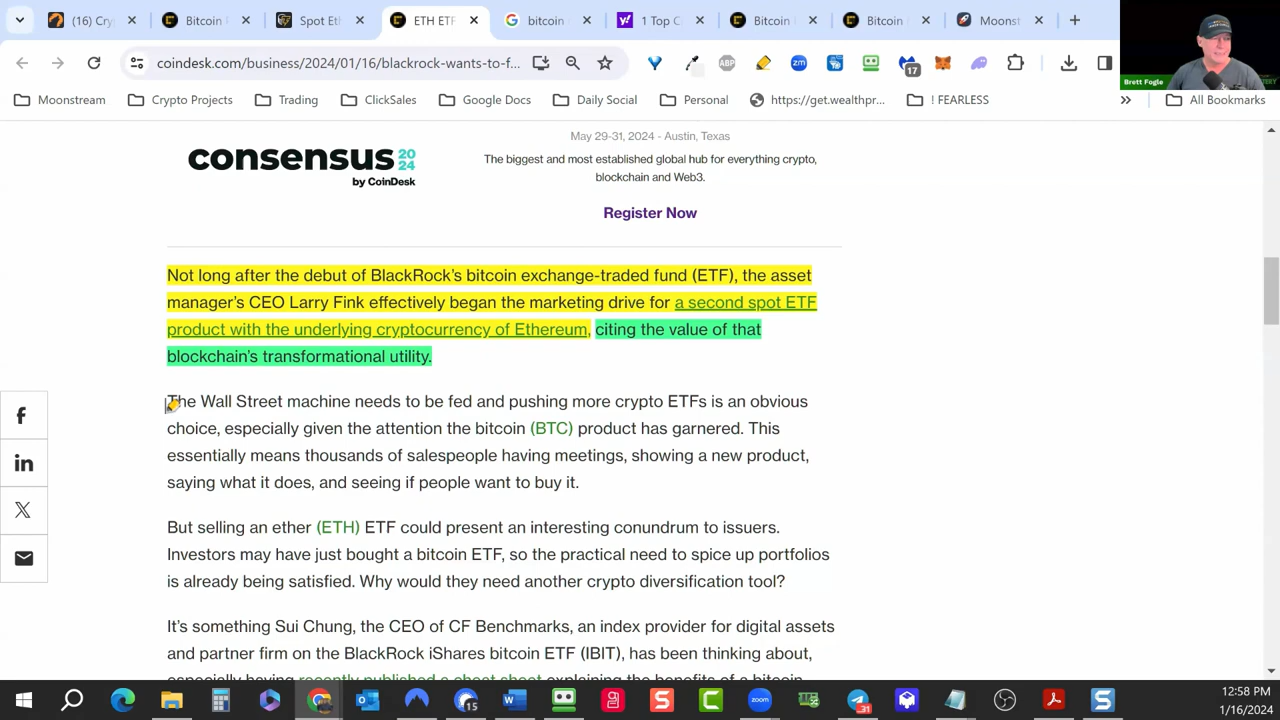 (16) Cry
Bitcoin
Spot Eth
ETH ETF
bitcoin
1 Top C
Bitcoin
Bitcoin
Moonst
coindesk.com/business/2024/01/16/blackrock-wants-to-f...
ABP
zm
17
Brett Fogle
Moonstream
Crypto Projects
Trading
ClickSales
Google Docs
Daily Social
Personal
https://get.wealthpr...
! FEARLESS
All Bookmarks
consensus 2024
by CoinDesk
May 29-31, 2024 - Austin, Texas
The biggest and most established global hub for everything crypto,
blockchain and Web3.
Register Now
Not long after the debut of BlackRock's bitcoin exchange-traded fund (ETF), the asset
manager's CEO Larry Fink effectively began the marketing drive for a second spot ETF
product with the underlying cryptocurrency of Ethereum, citing the value of that
blockchain's transformational utility.
The Wall Street machine needs to be fed and pushing more crypto ETFs is an obvious
choice, especially given the attention the bitcoin (BTC) product has garnered. This
essentially means thousands of salespeople having meetings, showing a new product,
saying what it does, and seeing if people want to buy it.
But selling an ether (ETH) ETF could present an interesting conundrum to issuers.
Investors may have just bought a bitcoin ETF, so the practical need to spice up portfolios
is already being satisfied. Why would they need another crypto diversification tool?
It's something Sui Chung, the CEO of CF Benchmarks, an index provider for digital assets
and partner firm on the BlackRock iShares bitcoin ETF (IBIT), has been thinking about,
especially having recently published a cheat sheet explaining the benefits of a bitcoin
15
zoom
31
12:58 PM
1/16/2024